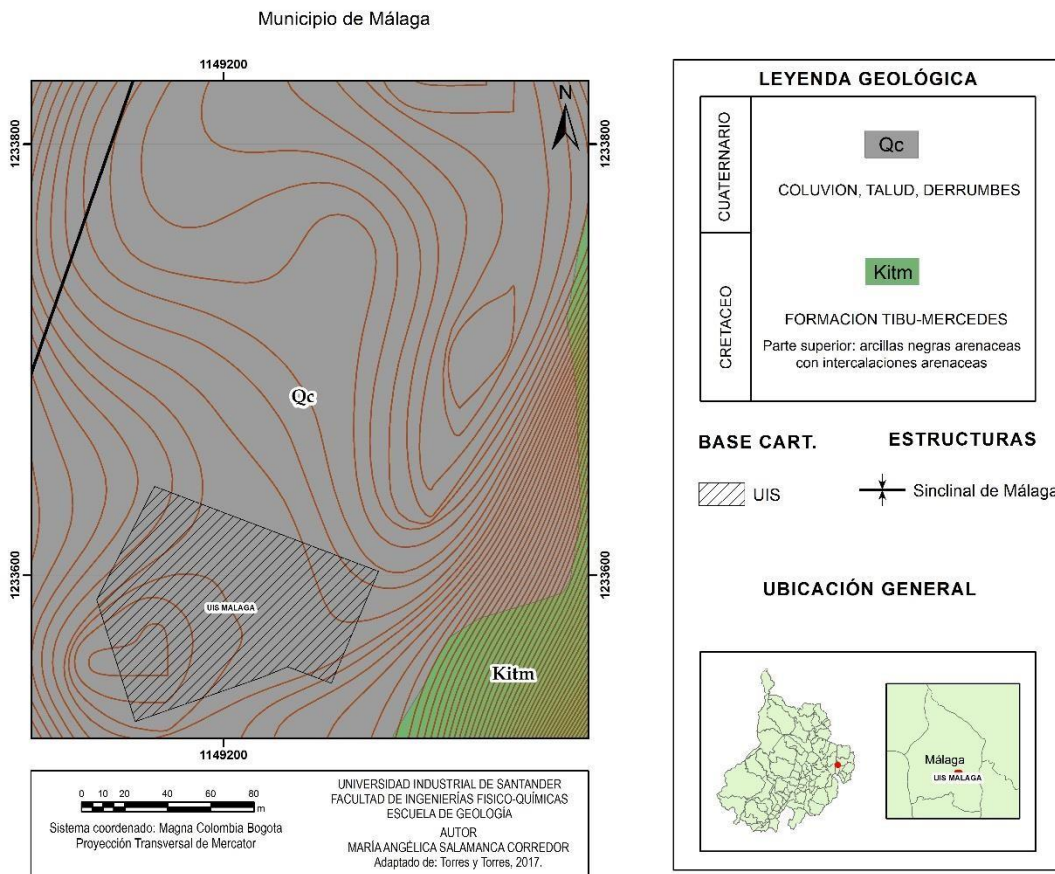 Municipio de Málaga
1149200
N
1233800
1233800
Qc
1233600
1233600
UIS MALAGA
Kitm
1149200
0 10 20 40 60 80
m
Sistema coordenado: Magna Colombia Bogota
Proyección Transversal de Mercator
UNIVERSIDAD INDUSTRIAL DE SANTANDER
FACULTAD DE INGENIERÍAS FISICO-QUÍMICAS
ESCUELA DE GEOLOGÍA
AUTOR
MARÍA ANGÉLICA SALAMANCA CORREDOR
Adaptado de: Torres y Torres, 2017.
LEYENDA GEOLÓGICA
CUATERNARIO
Qc
COLUVION, TALUD, DERRUMBES
CRETACEO
Kitm
FORMACION TIBU-MERCEDES
Parte superior: arcillas negras arenaceas
con intercalaciones arenaceas
BASE CART.
UIS
ESTRUCTURAS
Sinclinal de Málaga
UBICACIÓN GENERAL
Málaga
UIS MALAGA